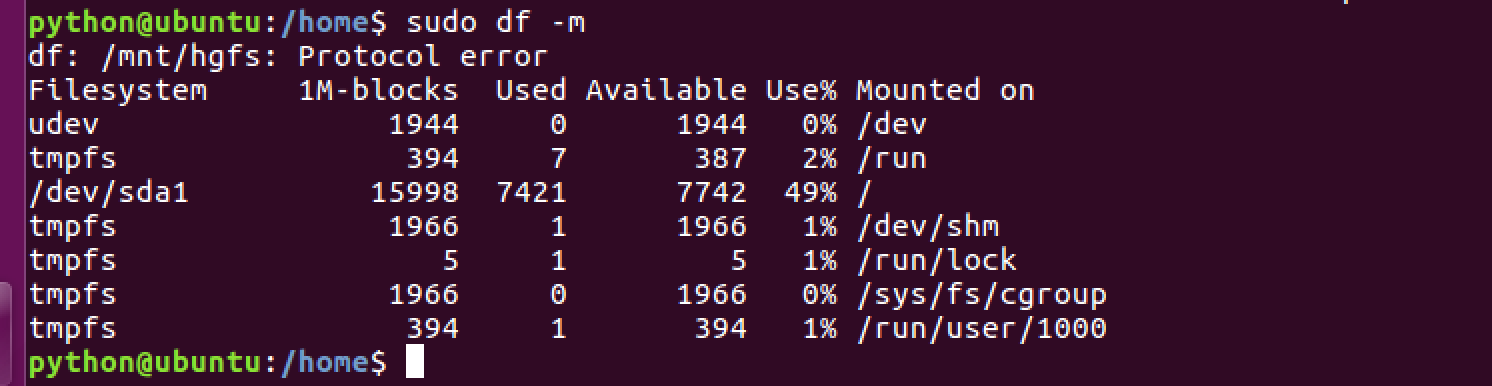 python@ubuntu:/home$ sudo df -m
df: /mnt/hgfs: Protocol error
Filesystem     1M-blocks  Used Available Use% Mounted on
udev                1944     0      1944   0% /dev
tmpfs                394     7       387   2% /run
/dev/sda1          15998  7421      7742  49% /
tmpfs               1966     1      1966   1% /dev/shm
tmpfs                  5     1         5   1% /run/lock
tmpfs               1966     0      1966   0% /sys/fs/cgroup
tmpfs                394     1       394   1% /run/user/1000
python@ubuntu:/home$